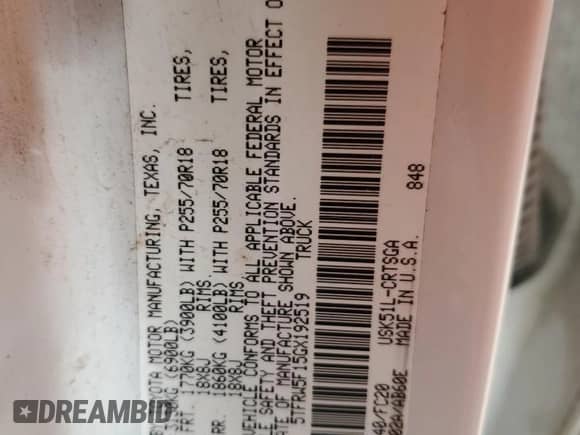 TOYOTA MOTOR MANUFACTURING, TEXAS, INC.
(6900LB)
FRT. 1770KG (3900LB) WITH P255/70R18 TIRES,
18X8J RIMS
RR. 1860KG (4100LB) WITH P255/70R18 TIRES,
18X8J RIMS
VEHICLE CONFORMS TO ALL APPLICABLE FEDERAL MOTOR
SAFETY AND THEFT PREVENTION STANDARDS IN EFFECT
OF MANUFACTURE SHOWN ABOVE.
5TFRW5F15GX192519 TRUCK
40/FC20 USK51L-CRTSGA 848
MADE IN U.S.A.
DREAMBID